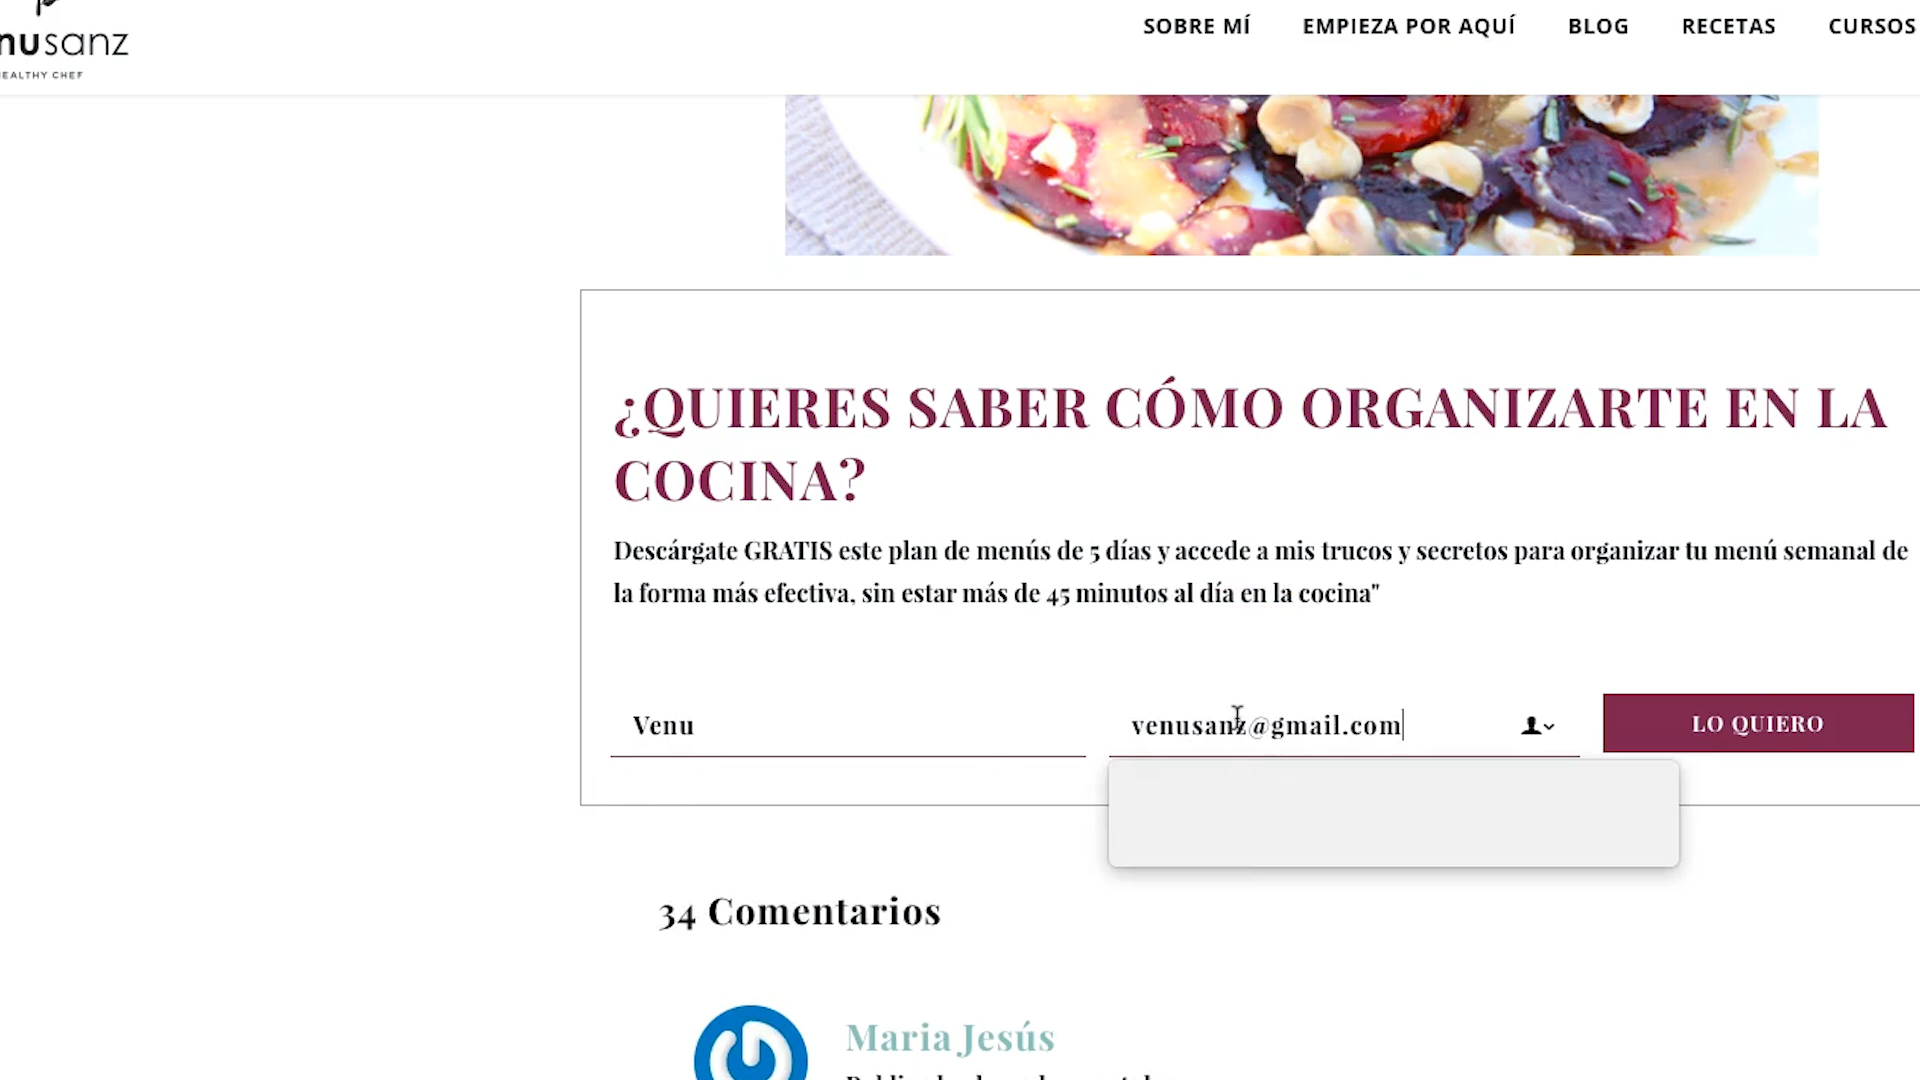 nusanz
HEALTHY CHEF
SOBRE MÍ EMPIEZA POR AQUÍ BLOG RECETAS CURSOS
¿QUIERES SABER CÓMO ORGANIZARTE EN LA
COCINA?
Descárgate GRATIS este plan de menús de 5 días y accede a mis trucos y secretos para organizar tu menú semanal de
la forma más efectiva, sin estar más de 45 minutos al día en la cocina"
Venu venusanz@gmail.com LO QUIERO
34 Comentarios
Maria Jesús